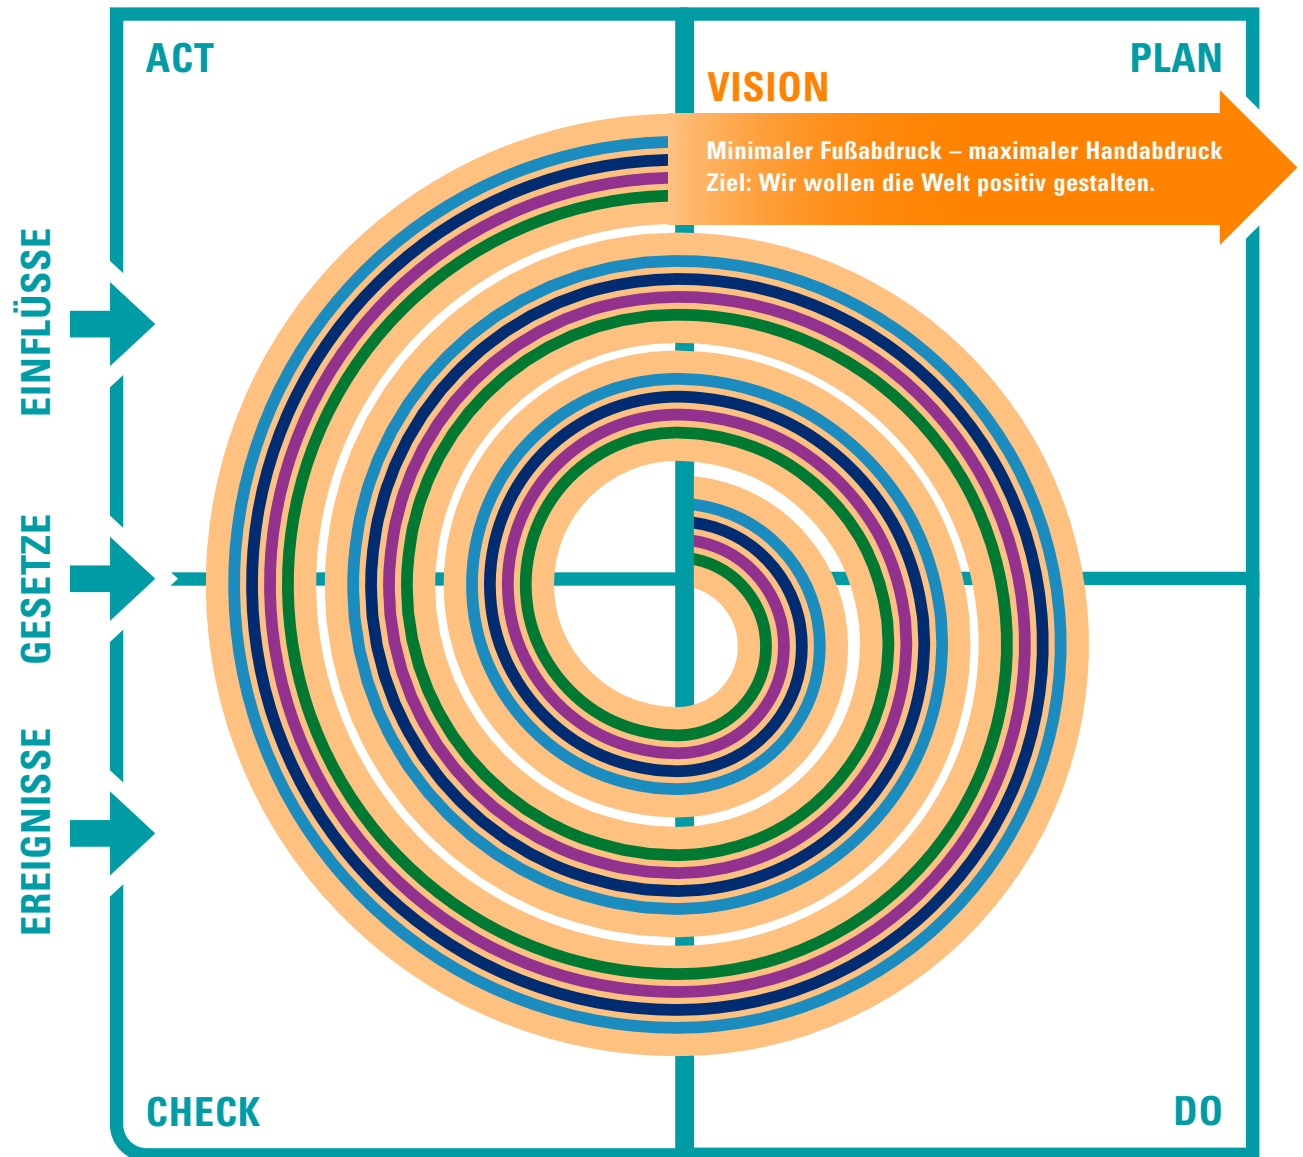 ACT
PLAN
VISION
Minimaler Fußabdruck – maximaler Handabdruck
Ziel: Wir wollen die Welt positiv gestalten.
EINFLÜSSE
GESETZE
EREIGNISSE
CHECK
DO